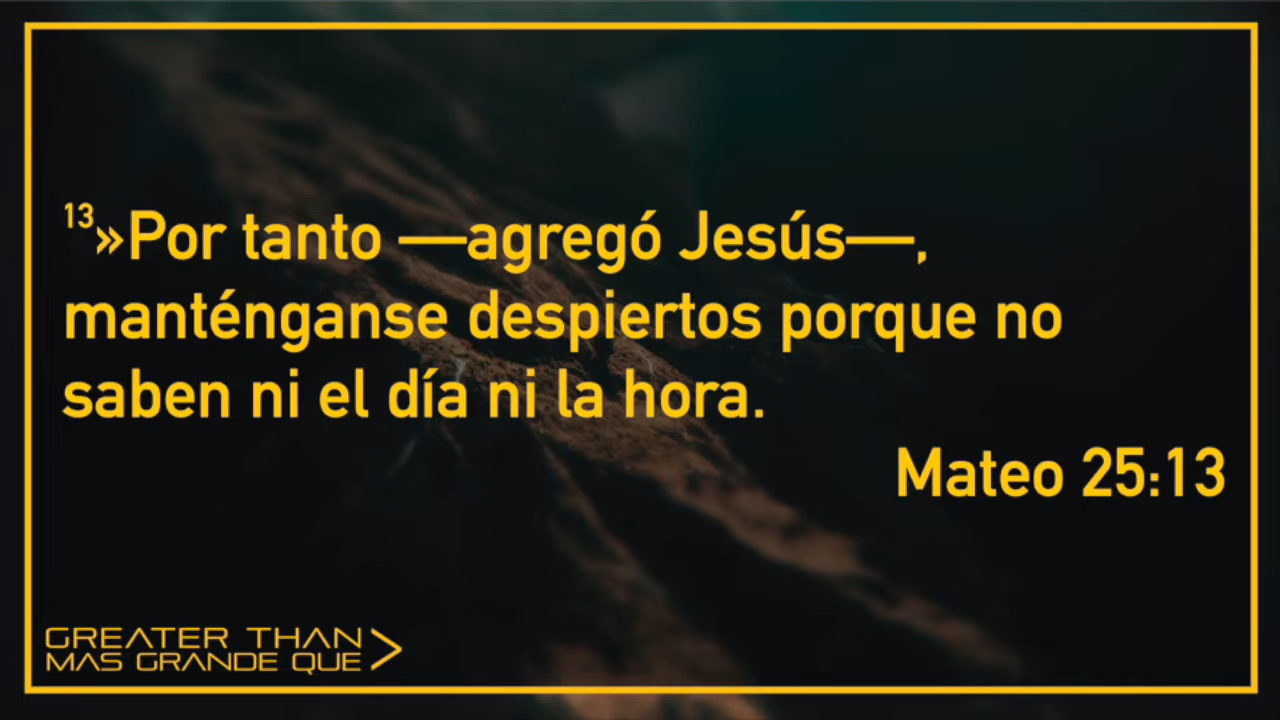 13»Por tanto —agregó Jesús—,
manténganse despiertos porque no
saben ni el día ni la hora.
Mateo 25:13
GREATER THAN
MAS GRANDE QUE >